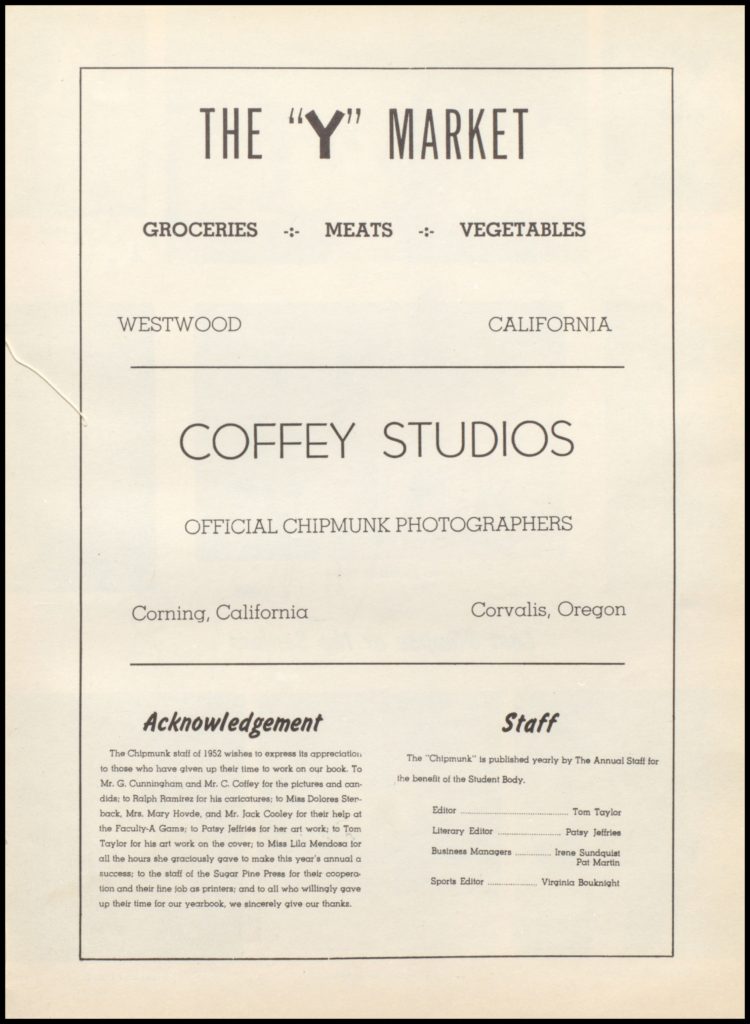 THE "Y" MARKET
GROCERIES -:- MEATS -:- VEGETABLES
WESTWOOD CALIFORNIA
COFFEY STUDIOS
OFFICIAL CHIPMUNK PHOTOGRAPHERS
Corning, California Corvalis, Oregon
Acknowledgement
The Chipmunk staff of 1952 wishes to express its appreciation
to those who have given up their time to work on our book. To
Mr. G. Cunningham and Mr. C. Coffey for the pictures and can-
dids; to Ralph Ramirez for his caricatures; to Miss Dolores Ster-
back, Mrs. Mary Hovde, and Mr. Jack Cooley for their help at
the Faculty-A Game; to Patsy Jeffries for her art work; to Tom
Taylor for his art work on the cover; to Miss Lila Mendosa for
all the hours she graciously gave to make this year's annual a
success; to the staff of the Sugar Pine Press for their coopera-
tion and their fine job as printers; and to all who willingly gave
up their time for our yearbook, we sincerely give our thanks.
Staff
The "Chipmunk" is published yearly by The Annual Staff for
the benefit of the Student Body.
Editor ........................................ Tom Taylor
Literary Editor ........................ Patsy Jeffries
Business Managers .............. Irene Sundquist
Pat Martin
Sports Editor ................... Virginia Bouknight